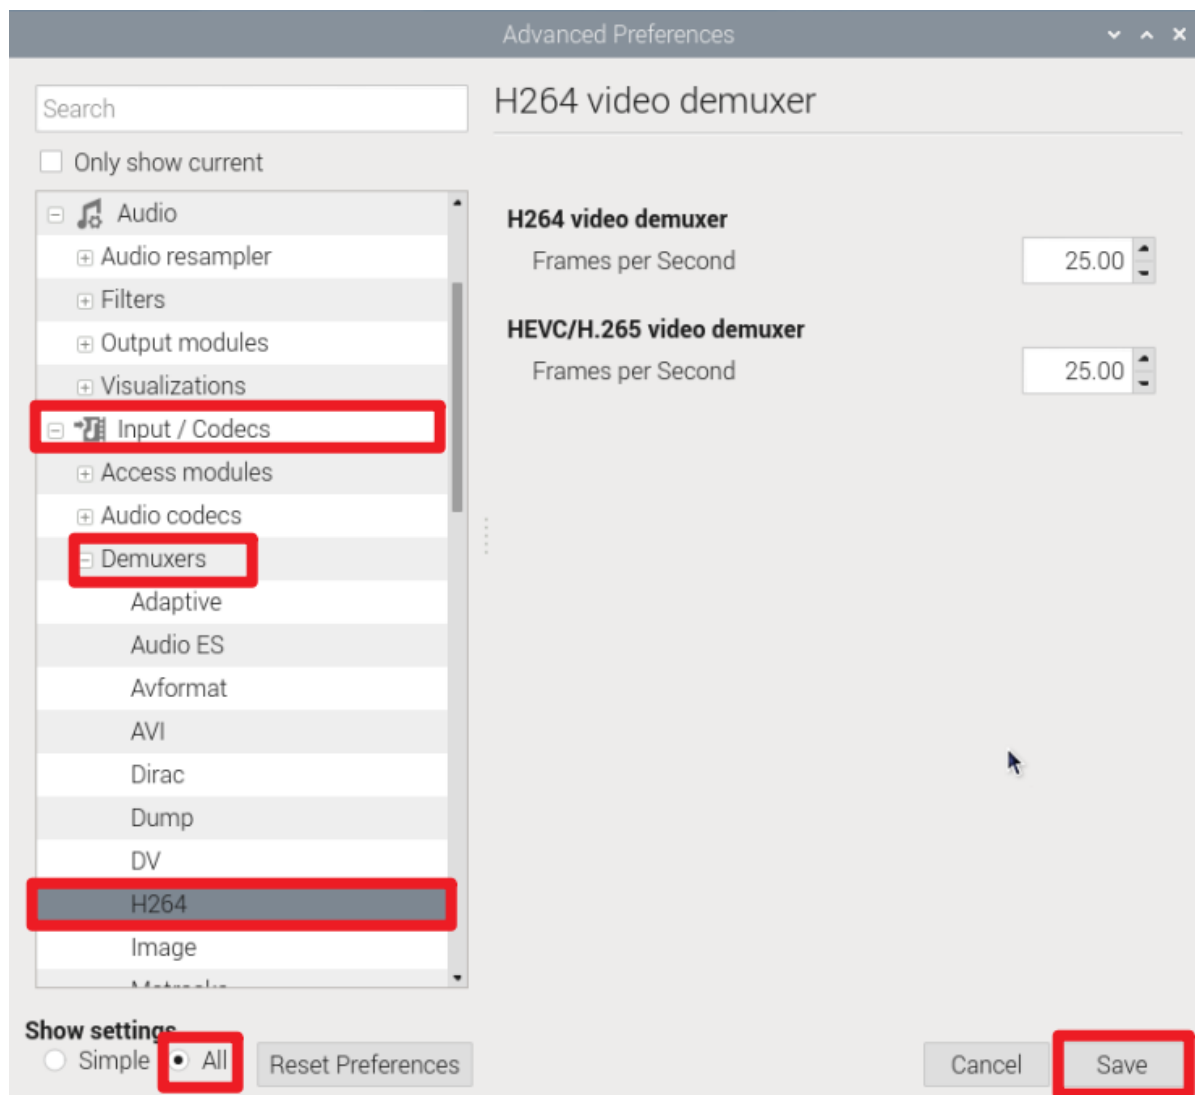 Advanced Preferences
Search
Only show current
Audio
Audio resampler
Filters
Output modules
Visualizations
Input / Codecs
Access modules
Audio codecs
Demuxers
Adaptive
Audio ES
Avformat
AVI
Dirac
Dump
DV
H264
Image
H264 video demuxer
H264 video demuxer
Frames per Second 25.00
HEVC/H.265 video demuxer
Frames per Second 25.00
Show settings
Simple All Reset Preferences Cancel Save